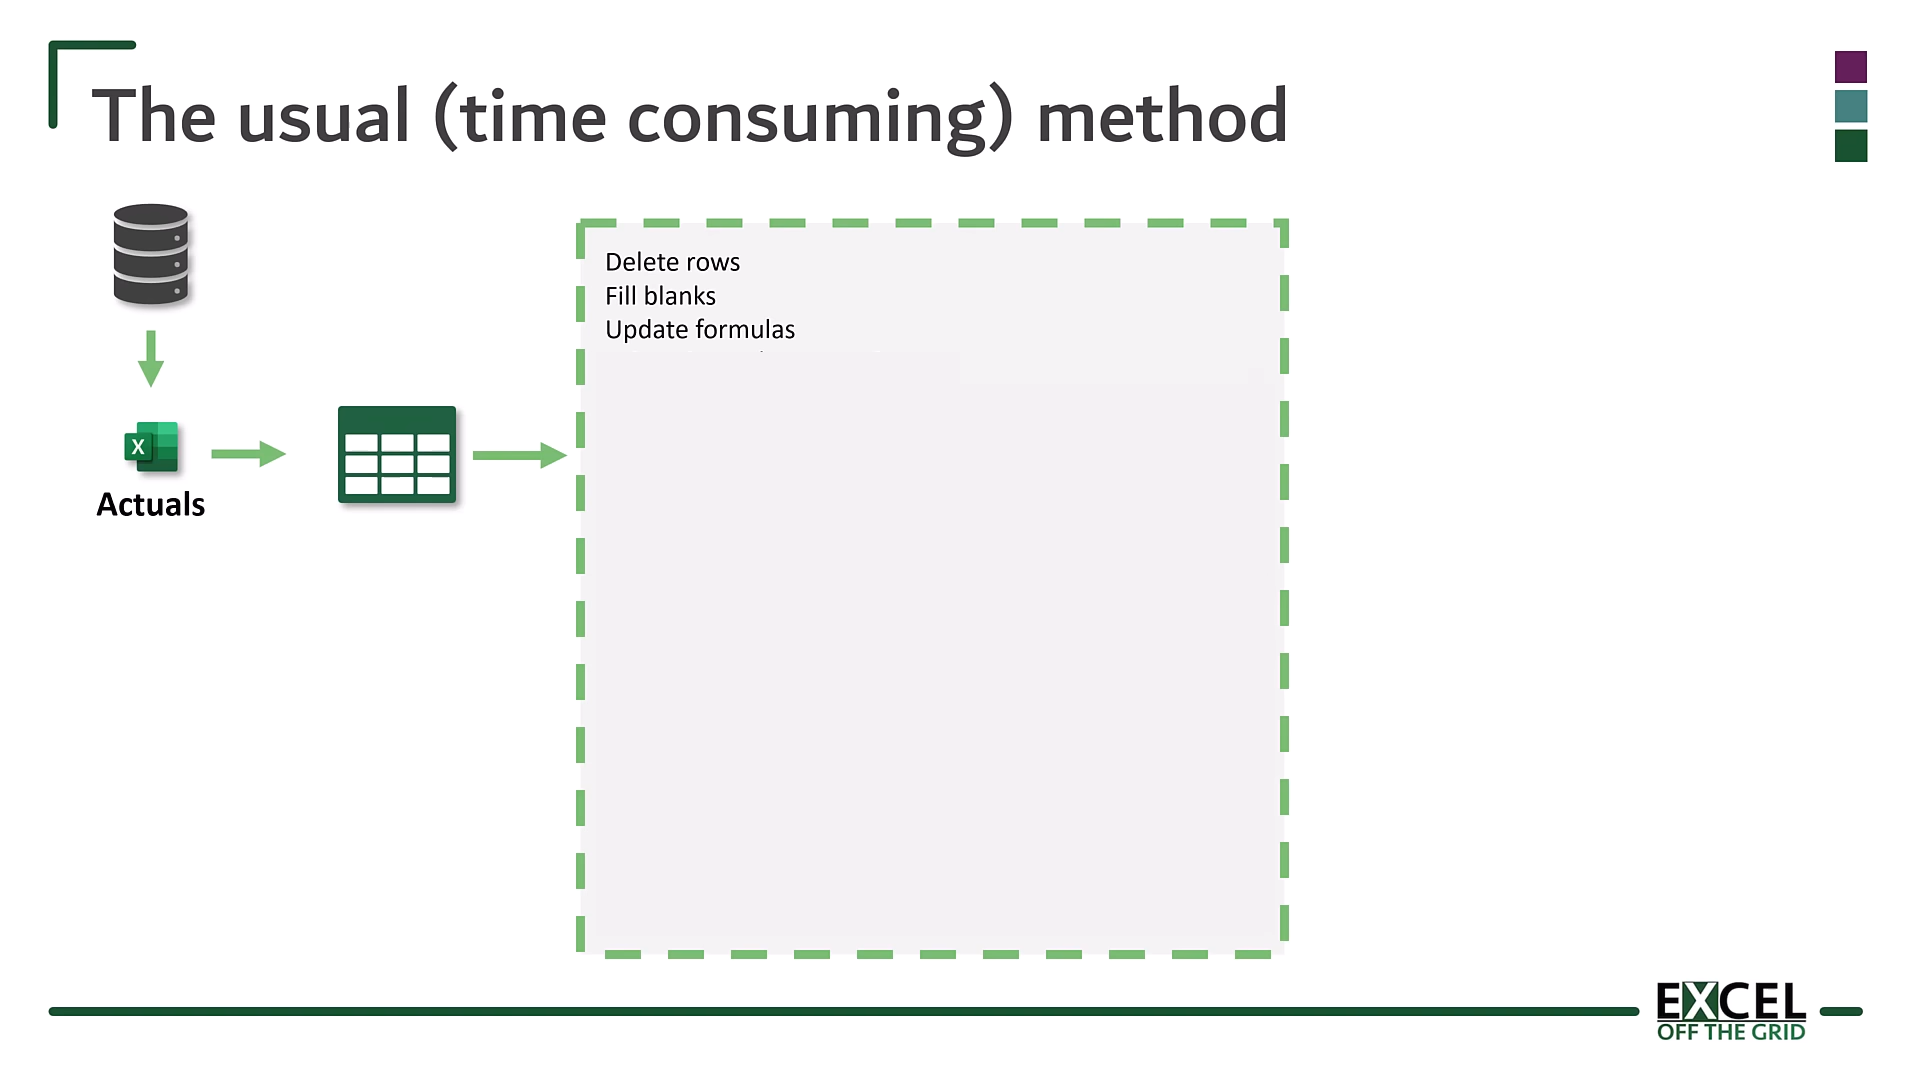 The usual (time consuming) method
Delete rows
Fill blanks
Update formulas
X
Actuals
EXCEL
OFF THE GRID